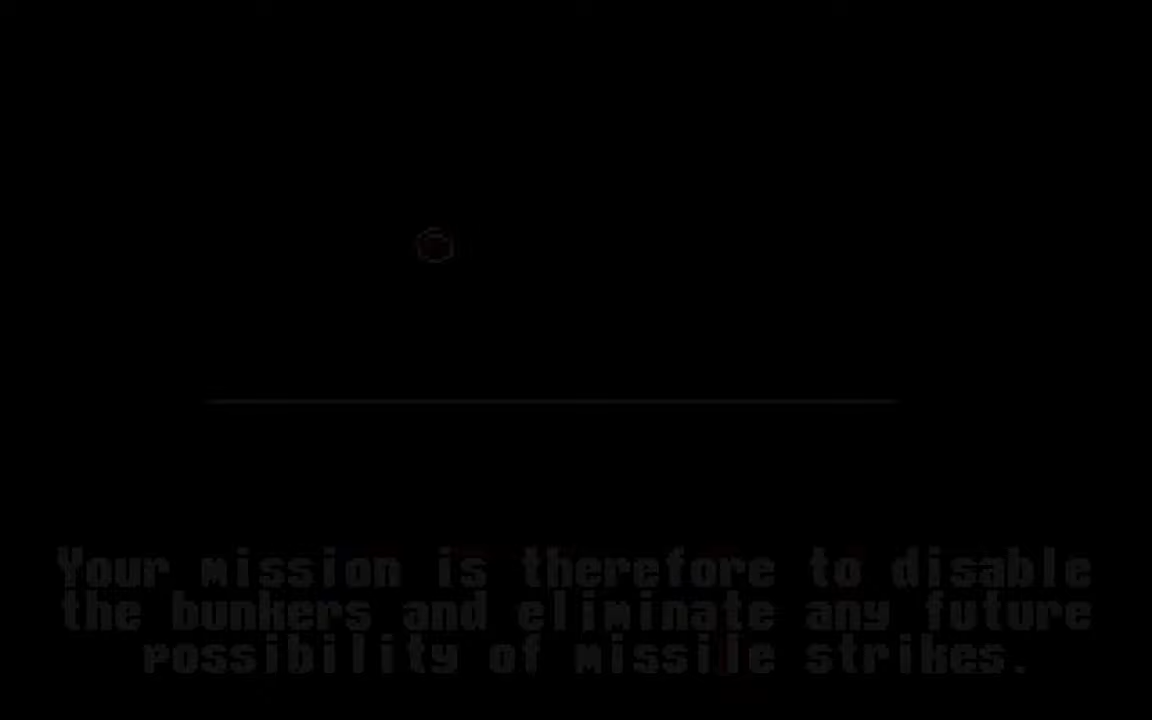 Your mission is therefore to disable
the bunkers and eliminate any future
possibility of missile strikes.